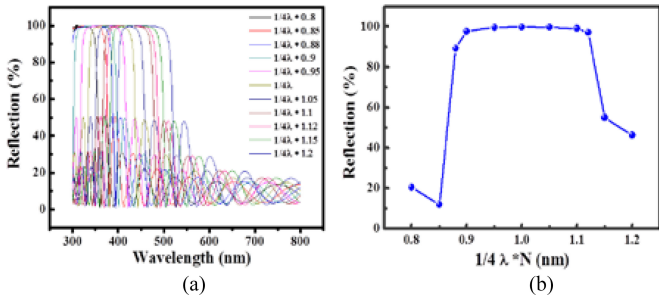 100
80
60
40
20
0
300 400 500 600 700 800
Reflection (%)
Wavelength (nm)
1/4λ * 0.8
1/4λ * 0.85
1/4λ * 0.88
1/4λ * 0.9
1/4λ * 0.95
1/4λ
1/4λ * 1.05
1/4λ * 1.1
1/4λ * 1.12
1/4λ * 1.15
1/4λ * 1.2
(a)
100
80
60
40
20
0
0.8 0.9 1.0 1.1 1.2
Reflection (%)
1/4 λ *N (nm)
(b)